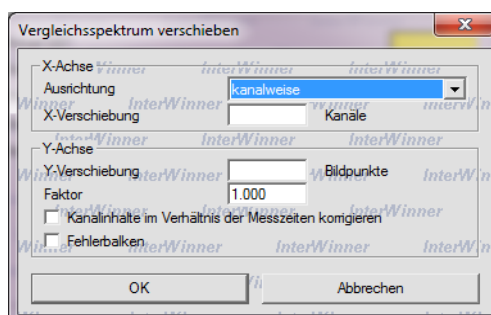 Vergleichsspektrum verschieben
X-Achse
Ausrichtung kanalweise
X-Verschiebung Kanäle
Y-Achse
Y-Verschiebung Bildpunkte
Faktor 1.000
Kanalinhalte im Verhältnis der Messzeiten korrigieren
Fehlerbalken
OK Abbrechen
InterWinner